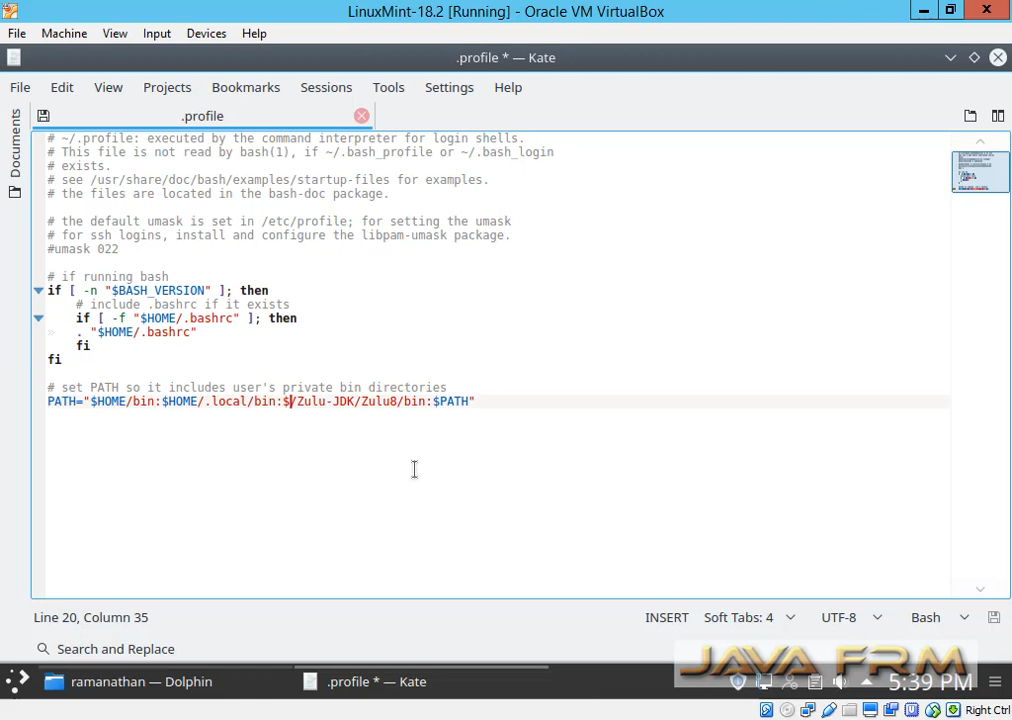 LinuxMint-18.2 [Running] - Oracle VM VirtualBox
File Machine View Input Devices Help
.profile * — Kate
File Edit View Projects Bookmarks Sessions Tools Settings Help
Documents
.profile
# ~/.profile: executed by the command interpreter for login shells.
# This file is not read by bash(1), if ~/.bash_profile or ~/.bash_login
# exists.
# see /usr/share/doc/bash/examples/startup-files for examples.
# the files are located in the bash-doc package.
# the default umask is set in /etc/profile; for setting the umask
# for ssh logins, install and configure the libpam-umask package.
#umask 022
# if running bash
if [ -n "$BASH_VERSION" ]; then
# include .bashrc if it exists
if [ -f "$HOME/.bashrc" ]; then
. "$HOME/.bashrc"
fi
fi
# set PATH so it includes user's private bin directories
PATH="$HOME/bin:$HOME/.local/bin:$/Zulu-JDK/Zulu8/bin:$PATH"
Line 20, Column 35 INSERT Soft Tabs: 4 UTF-8 Bash
Search and Replace
JAVA FRM
ramanathan — Dolphin .profile * — Kate 5:39 PM
Right Ctrl